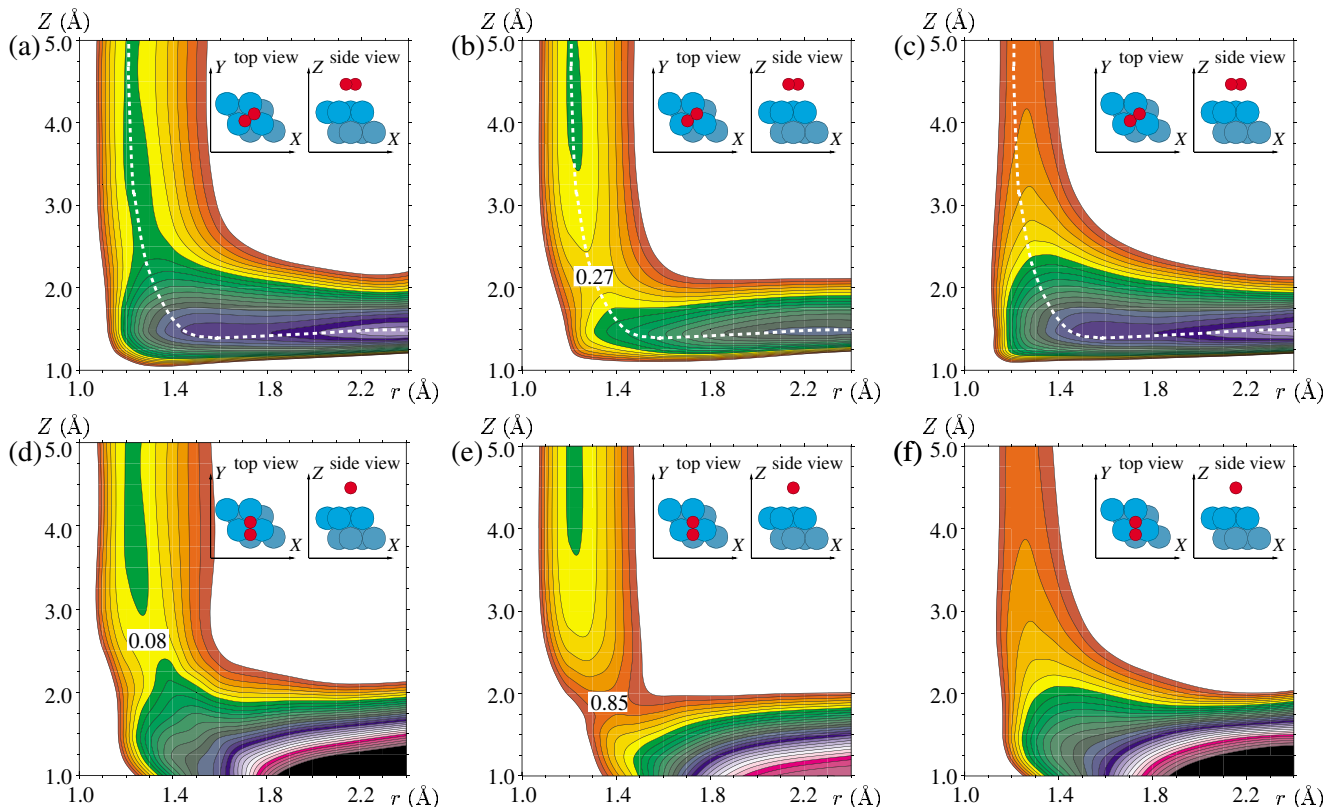 (a) Z (Å)
5.0
top view side view
Y Z
4.0
X X
3.0
2.0
1.0
1.0 1.4 1.8 2.2 r (Å)
(b) Z (Å)
5.0
top view side view
Y Z
4.0
X X
3.0
0.27
2.0
1.0
1.0 1.4 1.8 2.2 r (Å)
(c) Z (Å)
5.0
top view side view
Y Z
4.0
X X
3.0
2.0
1.0
1.0 1.4 1.8 2.2 r (Å)
(d) Z (Å)
5.0
top view side view
Y Z
4.0
X X
3.0
0.08
2.0
1.0
1.0 1.4 1.8 2.2 r (Å)
(e) Z (Å)
5.0
top view side view
Y Z
4.0
X X
3.0
2.0
0.85
1.0
1.0 1.4 1.8 2.2 r (Å)
(f) Z (Å)
5.0
top view side view
Y Z
4.0
X X
3.0
2.0
1.0
1.0 1.4 1.8 2.2 r (Å)